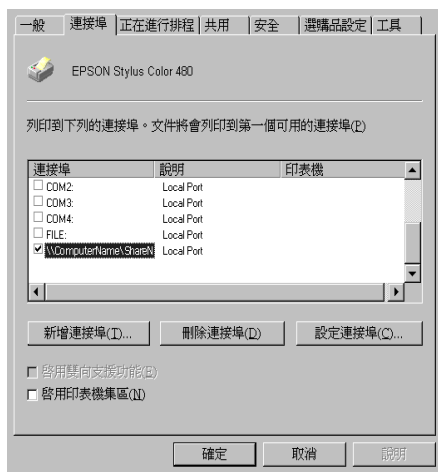 一般 連接埠 正在進行排程 共用 安全 選購品設定 工具
EPSON Stylus Color 480
列印到下列的連接埠。文件將會列印到第一個可用的連接埠(P)
連接埠 說明 印表機
COM2: Local Port
COM3: Local Port
COM4: Local Port
FILE: Local Port
\\ComputerName\ShareN Local Port
新增連接埠(T)... 刪除連接埠(D) 設定連接埠(C)...
啓用雙向支援功能(E)
啓用印表機集區(N)
確定 取消 說明